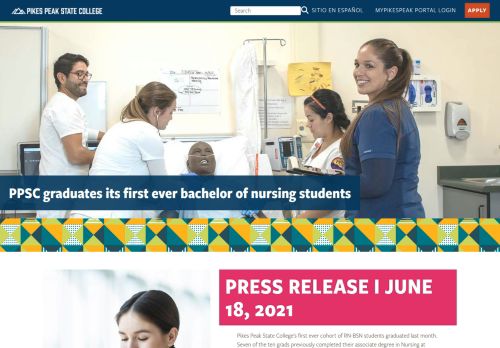 PIKES PEAK STATE COLLEGE
Search
SITIO EN ESPAÑOL
MYPIKESPEAK PORTAL LOGIN
APPLY
PPSC graduates its first ever bachelor of nursing students
PRESS RELEASE I JUNE
18, 2021
Pikes Peak State College's first ever cohort of RN-BSN students graduated last month.
Seven of the ten grads previously completed their associate degree in Nursing at